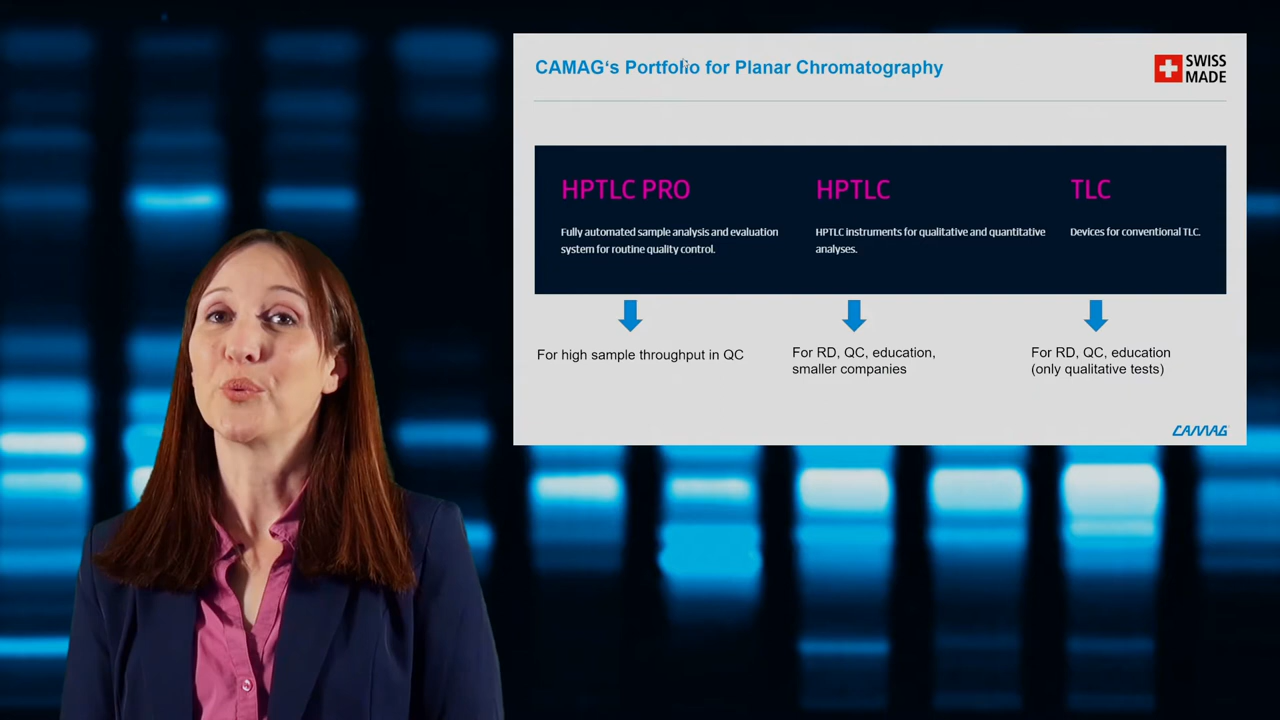 CAMAG‘s Portfolio for Planar Chromatography
SWISS
MADE
HPTLC PRO
Fully automated sample analysis and evaluation
system for routine quality control.
HPTLC
HPTLC instruments for qualitative and quantitative
analyses.
TLC
Devices for conventional TLC.
For high sample throughput in QC
For RD, QC, education,
smaller companies
For RD, QC, education
(only qualitative tests)
CAMAG